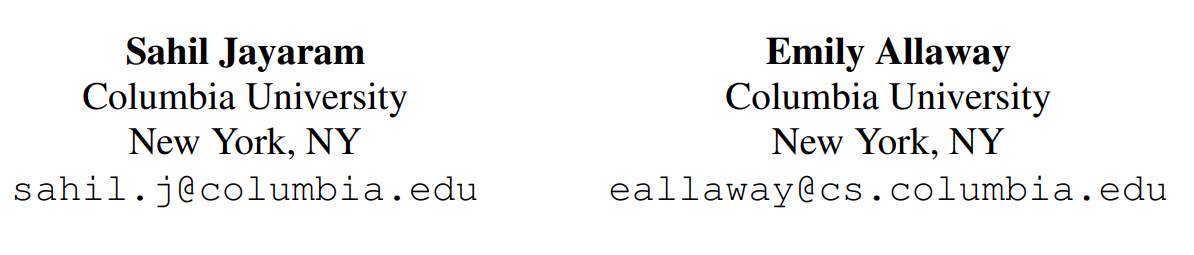 Sahil Jayaram
Columbia University
New York, NY
sahil.j@columbia.edu
Emily Allaway
Columbia University
New York, NY
eallaway@cs.columbia.edu